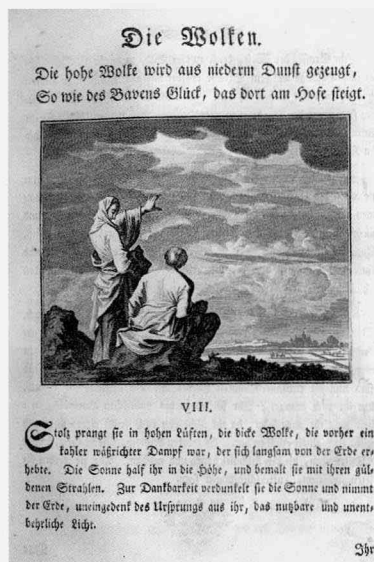 Die Wolken.
Die hohe Wolke wird aus niederm Dunst gezeugt,
So wie des Bavens Glück, das dort am Hofe steigt.
VIII.
Stolz prangt sie in hohen Lüften, die dicke Wolke, die vorher ein
kahler wäßrichter Dampf war, der sich langsam von der Erde er-
hebte. Die Sonne half ihr in die Höhe, und bemalt sie mit ihren gül-
denen Strahlen. Zur Dankbarkeit verdunkelt sie die Sonne und nimmt
der Erde, uneingedenk des Ursprungs aus ihr, das nutzbare und unent-
behrliche Licht.
Ihr